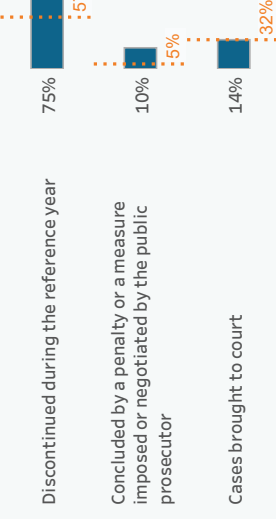 Discontinued during the reference year
75%
Concluded by a penalty or a measure
imposed or negotiated by the public
prosecutor
10%
5%
Cases brought to court
14%
32%